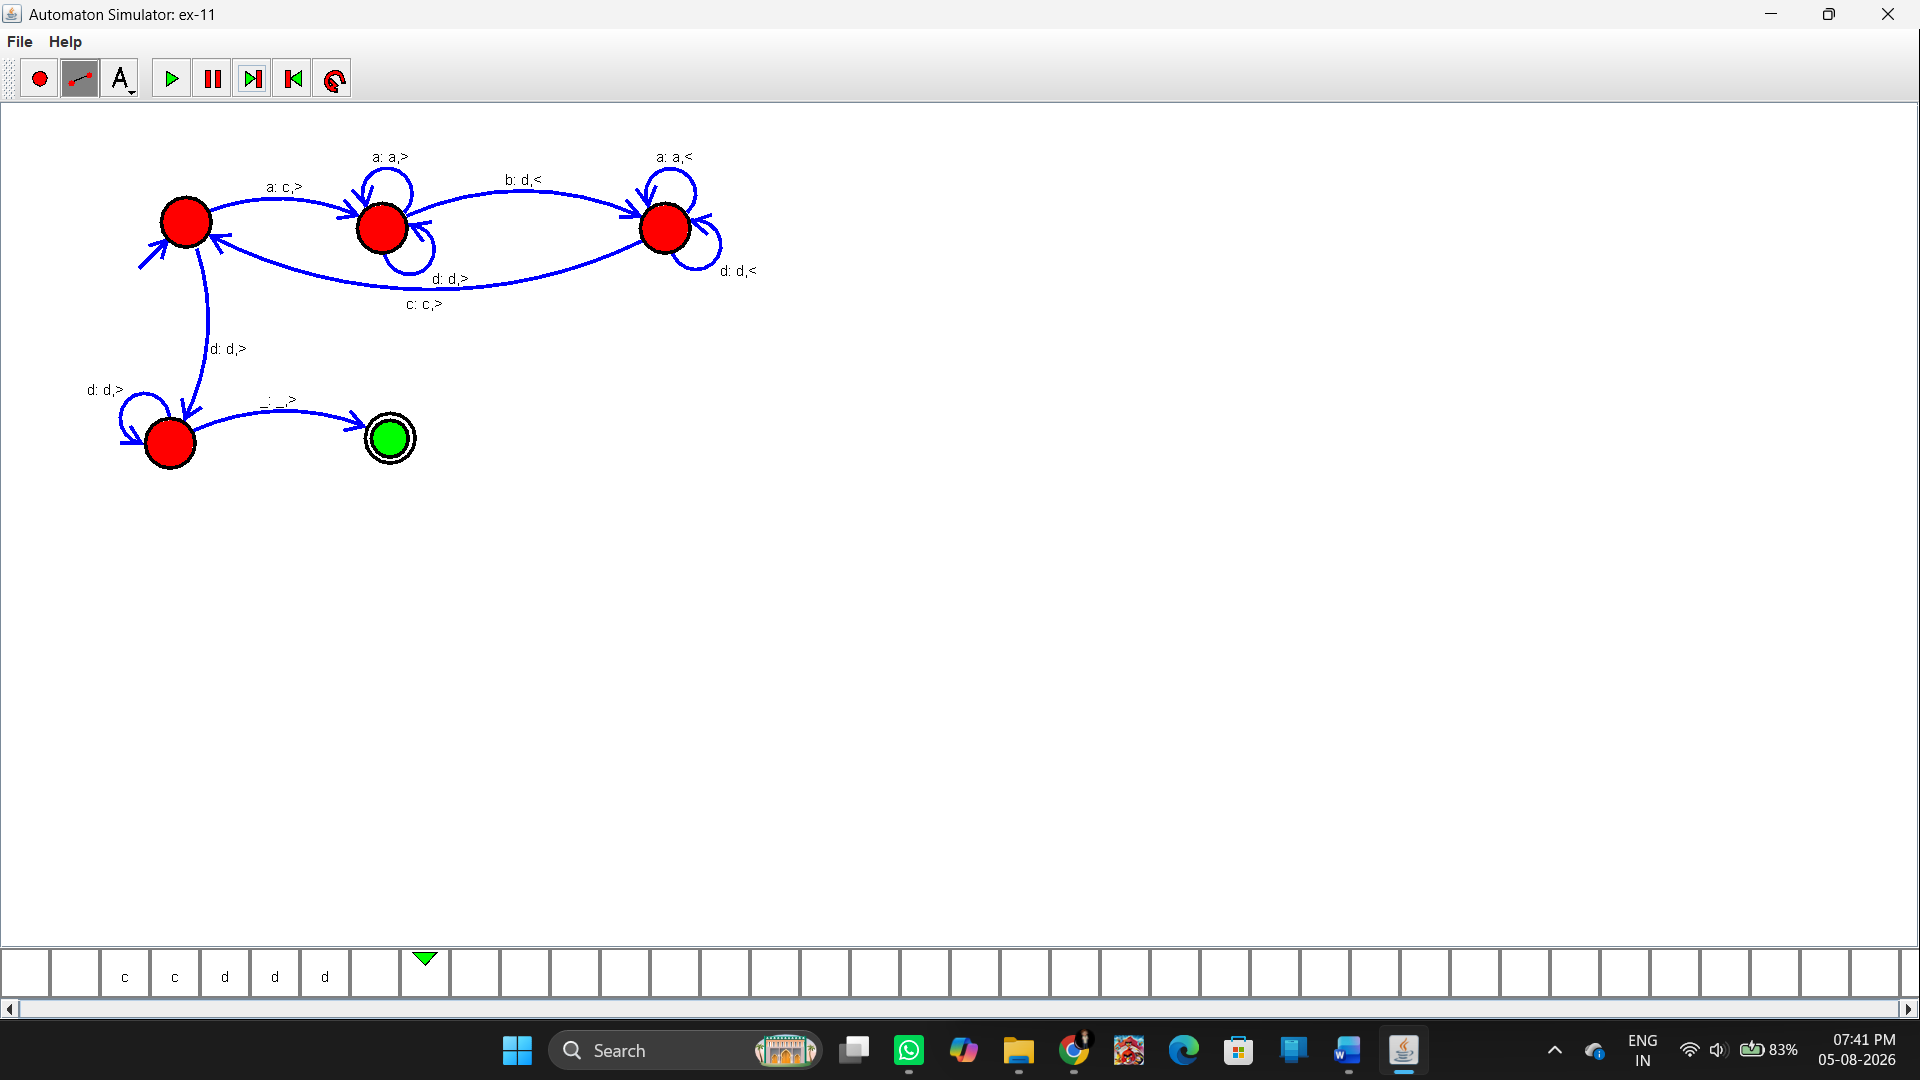 Automaton Simulator: ex-11
File Help
A
a: a,>
a: a,<
a: c,>
b: d,<
d: d,<
d: d,>
c: c,>
d: d,>
d: d,>
_: _,>
c c d d d
Search
W
ENG
IN
83%
07:41 PM
05-08-2026